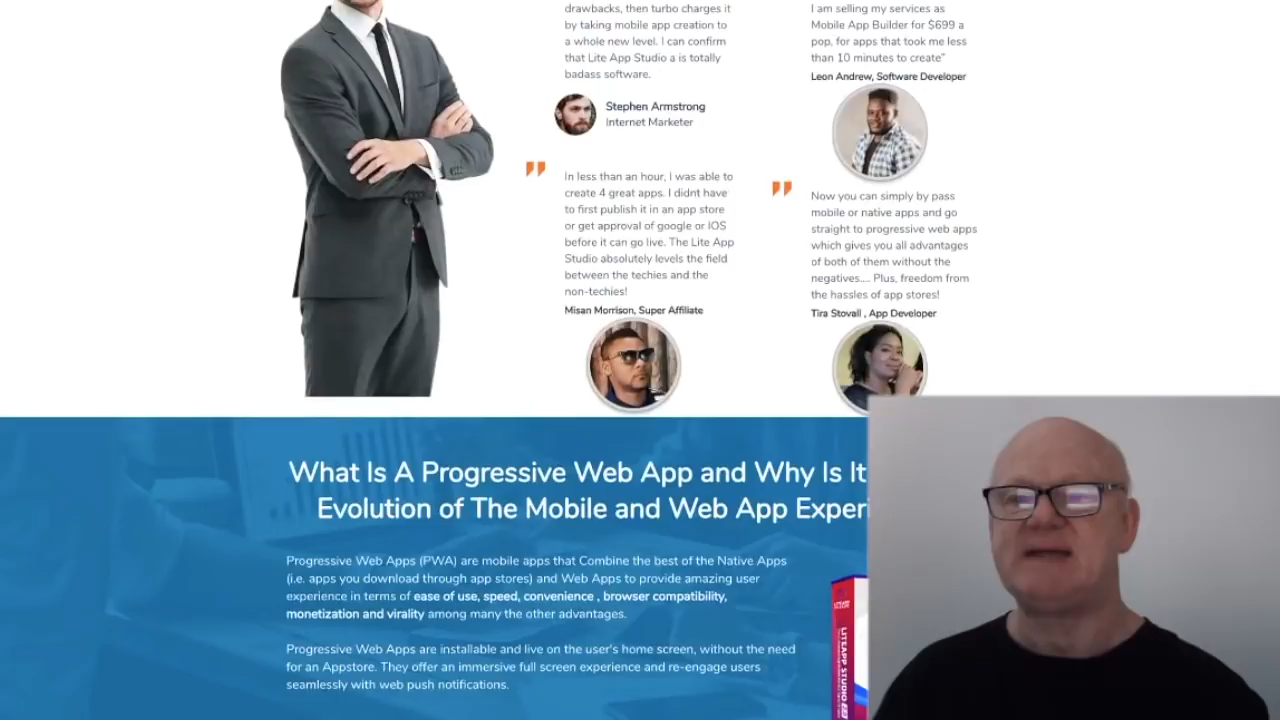 drawbacks, then turbo charges it
by taking mobile app creation to
a whole new level. I can confirm
that Lite App Studio a is totally
badass software.
Stephen Armstrong
Internet Marketer
In less than an hour, I was able to
create 4 great apps. I didnt have
to first publish it in an app store
or get approval of google or IOS
before it can go live. The Lite App
Studio absolutely levels the field
between the techies and the
non-techies!
Misan Morrison, Super Affiliate
I am selling my services as
Mobile App Builder for $699 a
pop, for apps that took me less
than 10 minutes to create”
Leon Andrew, Software Developer
Now you can simply by pass
mobile or native apps and go
straight to progressive web apps
which gives you all advantages
of both of them without the
negatives.... Plus, freedom from
the hassles of app stores!
Tira Stovall , App Developer
What Is A Progressive Web App and Why Is It
Evolution of The Mobile and Web App Experi
Progressive Web Apps (PWA) are mobile apps that Combine the best of the Native Apps
(i.e. apps you download through app stores) and Web Apps to provide amazing user
experience in terms of ease of use, speed, convenience , browser compatibility,
monetization and virality among many the other advantages.
Progressive Web Apps are installable and live on the user's home screen, without the need
for an Appstore. They offer an immersive full screen experience and re-engage users
seamlessly with web push notifications.
LITEAPP STUDIO